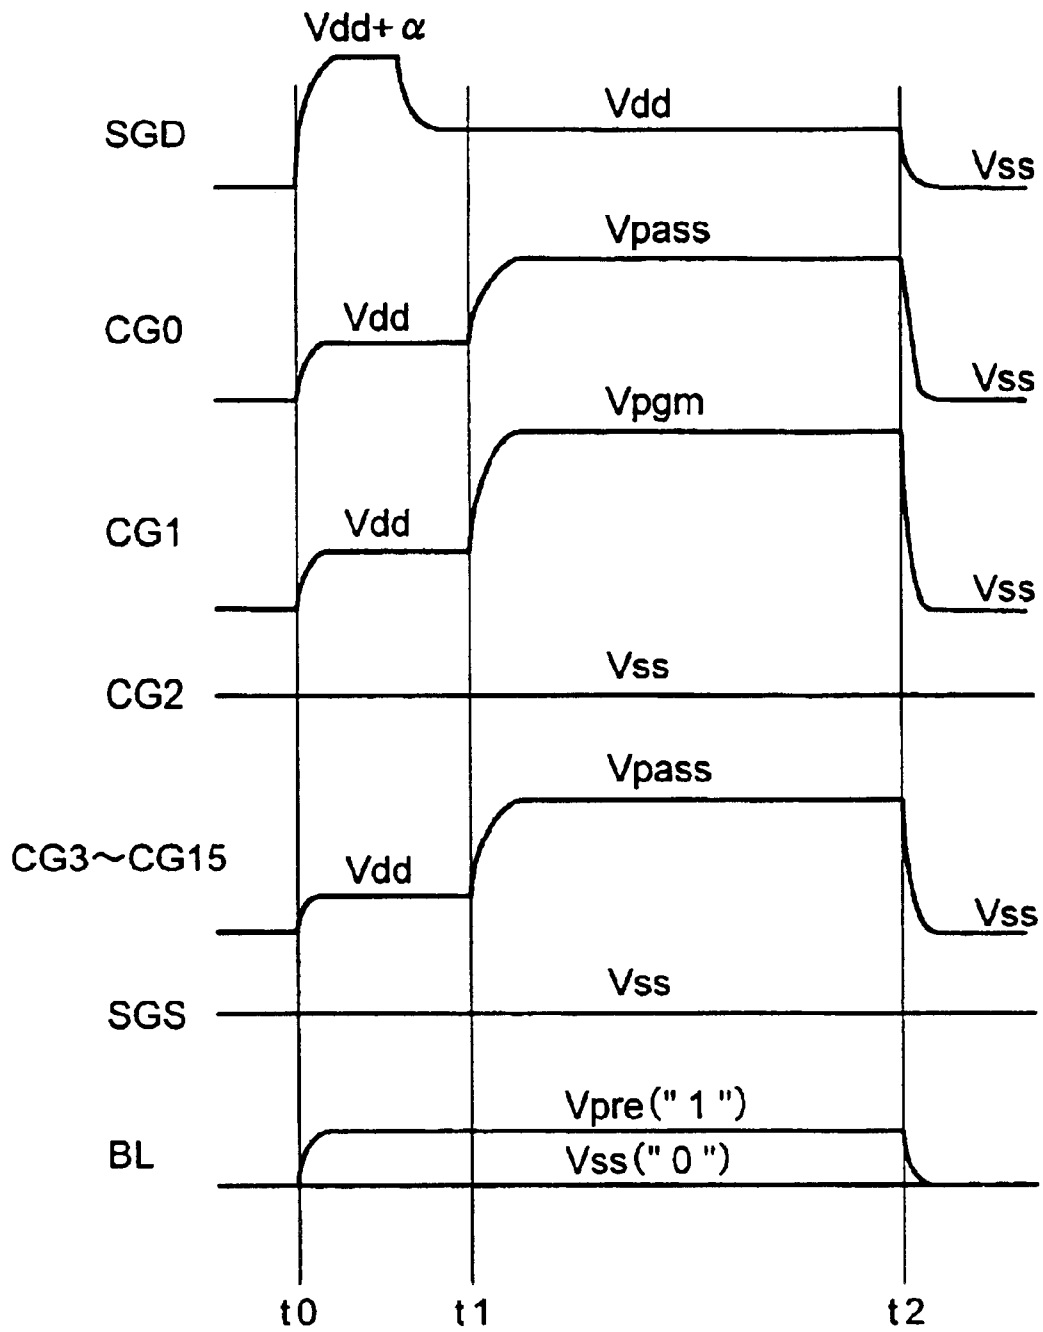 Vdd+ α
SGD
Vdd
Vss
CG0
Vdd
Vpass
Vss
CG1
Vdd
Vpgm
Vss
CG2
Vss
CG3～CG15
Vdd
Vpass
Vss
SGS
Vss
BL
Vpre(" 1 ")
Vss(" 0 ")
t0 t1 t2